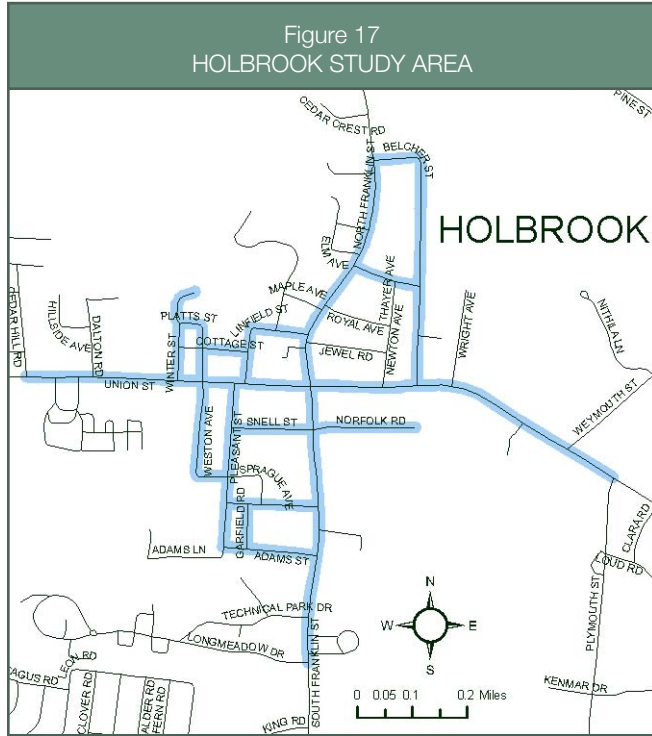 Figure 17
HOLBROOK STUDY AREA
CEDAR CREST RD
PINE ST
BELCHER ST
NORTH FRANKLIN ST
HOLBROOK
ELM AVE
MAPLE AVE
THAYER AVE
NITHILA LN
CEDAR HILL RD
HILLSIDE AVE
DALTON RD
PLATTS ST
LINFIELD ST
ROYAL AVE
NEWTON AVE
WRIGHT AVE
WINTER ST
COTTAGE ST
JEWEL RD
UNION ST
WEYMOUTH ST
WESTON AVE
PLEASANT ST
SNELL ST
NORFOLK RD
SPRAGUE AVE
GARFIELD RD
CLARA RD
ADAMS LN
ADAMS ST
LOUD RD
PLYMOUTH ST
TECHNICAL PARK DR
N
W E
S
LONGMEADOW DR
SOUTH FRANKLIN ST
LEON RD
EAGUS RD
CLOVER RD
ALDER RD
FERN RD
KENMAR DR
KING RD
0 0.05 0.1 0.2 Miles